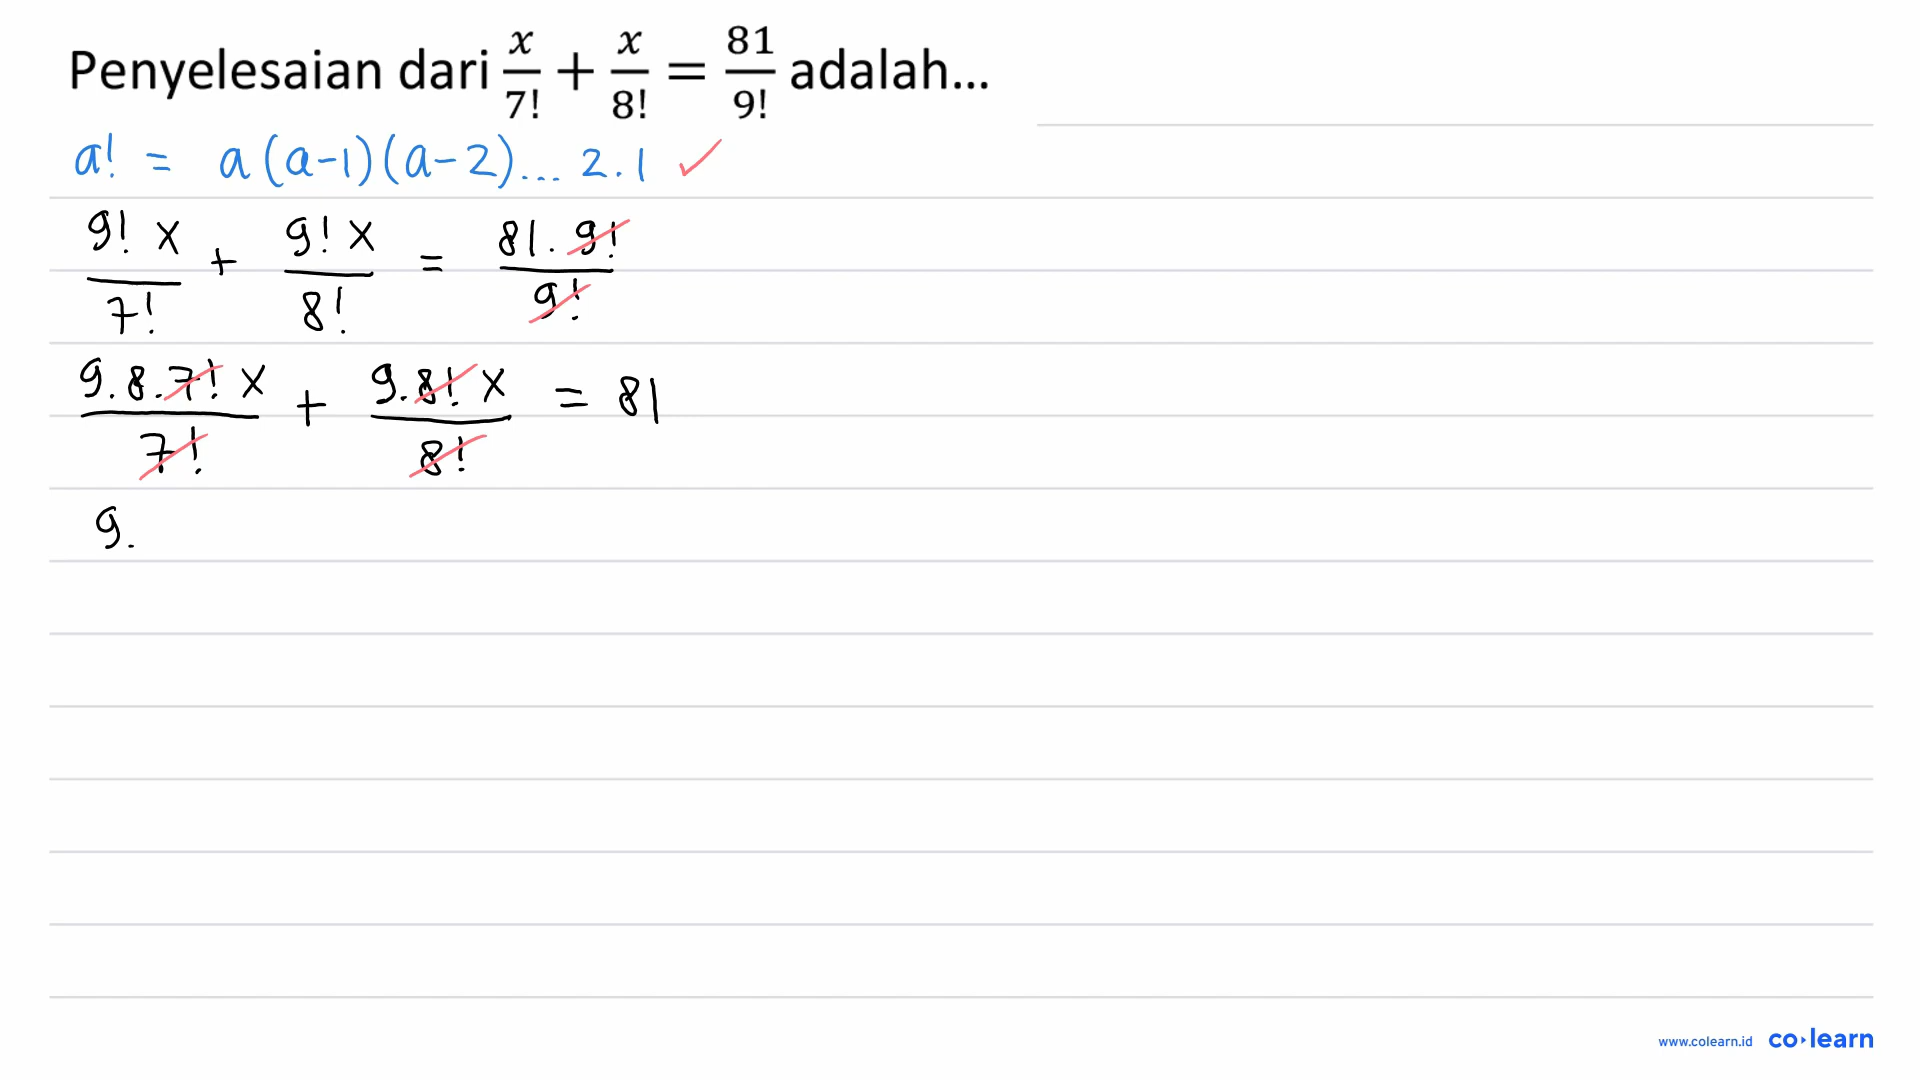 Penyelesaian dari x/7! + x/8! = 81/9! adalah...
a! = a(a-1)(a-2)... 2.1 ✓
9! x/7! + 9! x/8! = 81. 9!/9!
9.8.7! x/7! + 9.8! x/8! = 81
9.
www.colearn.id co▸learn